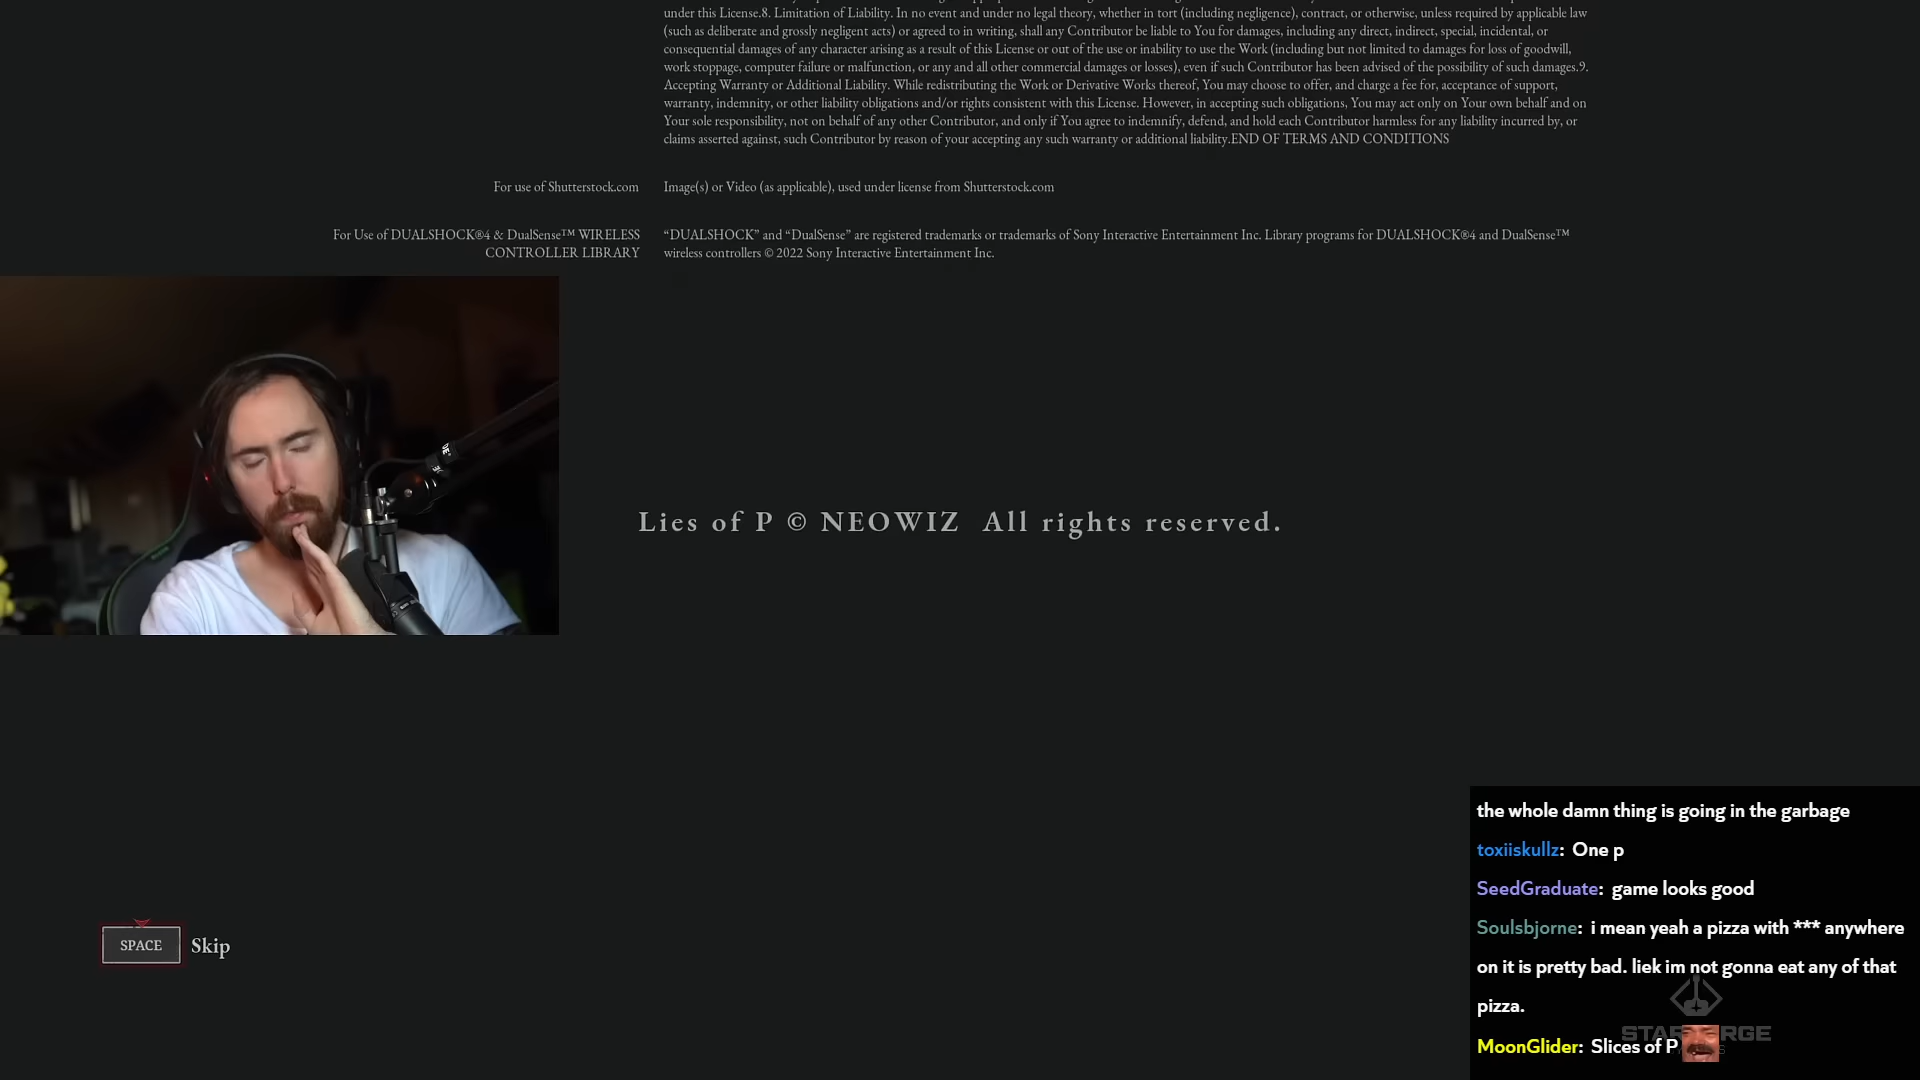 under this License.8. Limitation of Liability. In no event and under no legal theory, whether in tort (including negligence), contract, or otherwise, unless required by applicable law
(such as deliberate and grossly negligent acts) or agreed to in writing, shall any Contributor be liable to You for damages, including any direct, indirect, special, incidental, or
consequential damages of any character arising as a result of this License or out of the use or inability to use the Work (including but not limited to damages for loss of goodwill,
work stoppage, computer failure or malfunction, or any and all other commercial damages or losses), even if such Contributor has been advised of the possibility of such damages.9.
Accepting Warranty or Additional Liability. While redistributing the Work or Derivative Works thereof, You may choose to offer, and charge a fee for, acceptance of support,
warranty, indemnity, or other liability obligations and/or rights consistent with this License. However, in accepting such obligations, You may act only on Your own behalf and on
Your sole responsibility, not on behalf of any other Contributor, and only if You agree to indemnify, defend, and hold each Contributor harmless for any liability incurred by, or
claims asserted against, such Contributor by reason of your accepting any such warranty or additional liability.END OF TERMS AND CONDITIONS
For use of Shutterstock.com
Image(s) or Video (as applicable), used under license from Shutterstock.com
For Use of DUALSHOCK®4 & DualSense™ WIRELESS
CONTROLLER LIBRARY
“DUALSHOCK” and “DualSense” are registered trademarks or trademarks of Sony Interactive Entertainment Inc. Library programs for DUALSHOCK®4 and DualSense™
wireless controllers © 2022 Sony Interactive Entertainment Inc.
Lies of P © NEOWIZ All rights reserved.
SPACE Skip
the whole damn thing is going in the garbage
toxiiskullz: One p
SeedGraduate: game looks good
Soulsbjorne: i mean yeah a pizza with *** anywhere
on it is pretty bad. liek im not gonna eat any of that
pizza.
MoonGlider: Slices of P